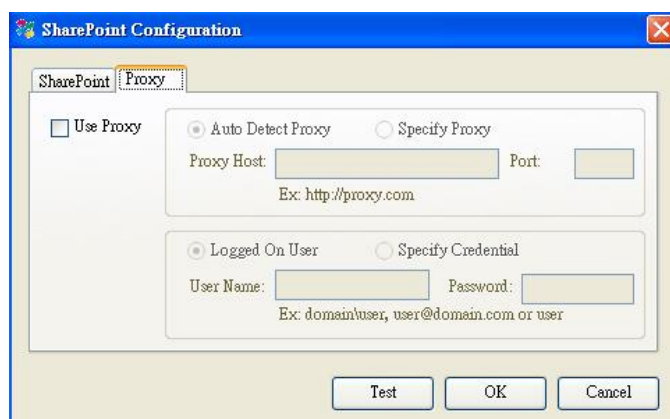 SharePoint Configuration
SharePoint Proxy
Use Proxy
Auto Detect Proxy Specify Proxy
Proxy Host: Port:
Ex: http://proxy.com
Logged On User Specify Credential
User Name: Password:
Ex: domain\user, user@domain.com or user
Test OK Cancel